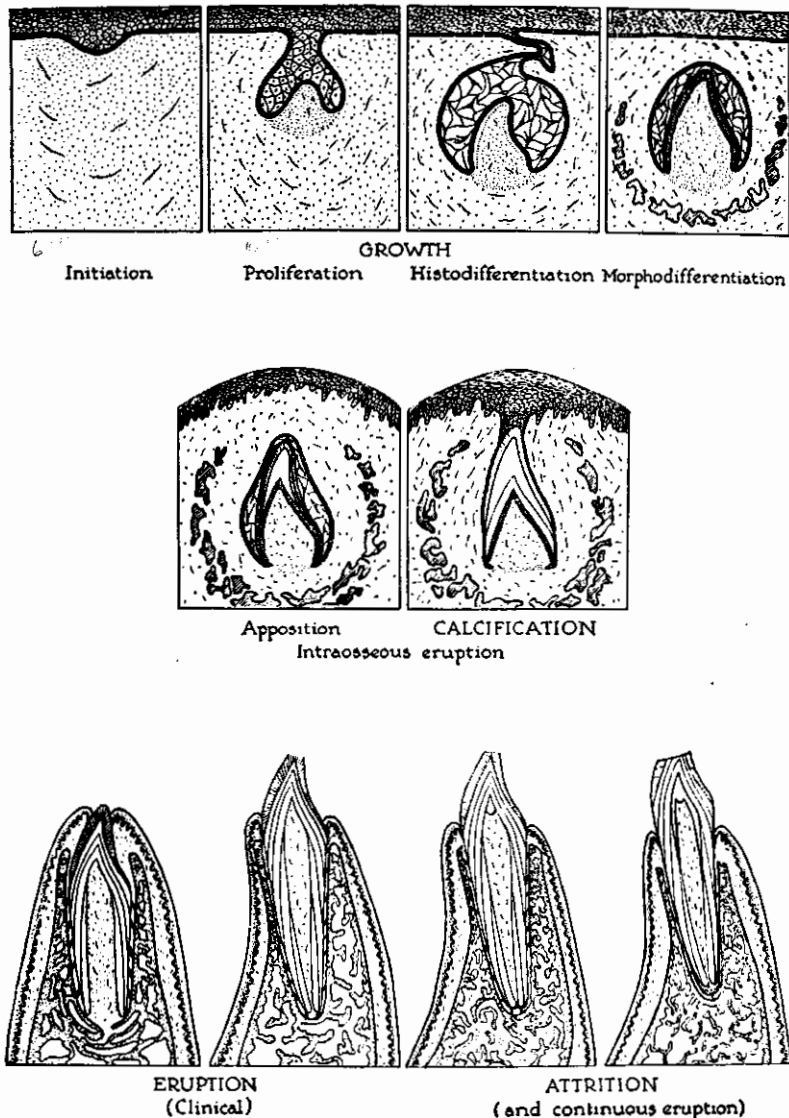 GROWTH
Initiation Proliferation Histodifferentiation Morphodifferentiation
Apposition CALCIFICATION
Intraosseous eruption
ERUPTION ATTRITION
(Clinical) (and continuous eruption)